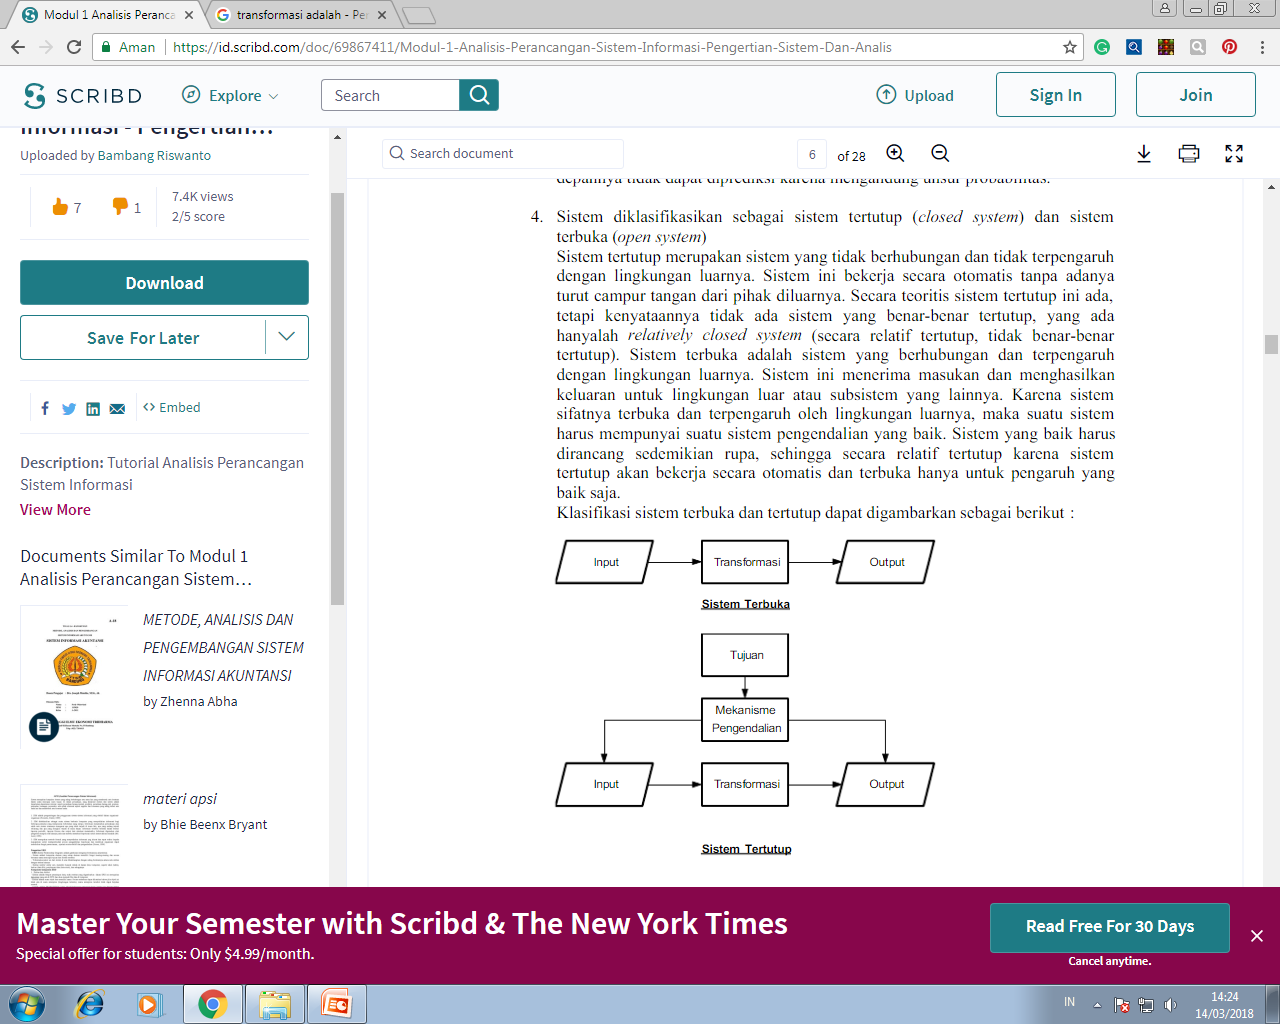 Modul 1 Analisis Peranca
transformasi adalah - Pe
Aman
https://id.scribd.com/doc/69867411/Modul-1-Analisis-Perancangan-Sistem-Informasi-Pengertian-Sistem-Dan-Analis
SCRIBD
Explore
Search
Upload
Sign In
Join
Informasi - Pengertian...
Uploaded by Bambang Riswanto
7
1
7.4K views
2/5 score
Download
Save For Later
Embed
Description: Tutorial Analisis Perancangan
Sistem Informasi
View More
Documents Similar To Modul 1
Analisis Perancangan Sistem...
METODE, ANALISIS DAN
PENGEMBANGAN SISTEM
INFORMASI AKUNTANSI
by Zhenna Abha
materi apsi
by Bhie Beenx Bryant
Search document
6 of 28
depannya tidak dapat diprediksi karena mengandung unsur probabilitas.
4. Sistem diklasifikasikan sebagai sistem tertutup (closed system) dan sistem
terbuka (open system)
Sistem tertutup merupakan sistem yang tidak berhubungan dan tidak terpengaruh
dengan lingkungan luarnya. Sistem ini bekerja secara otomatis tanpa adanya
turut campur tangan dari pihak diluarnya. Secara teoritis sistem tertutup ini ada,
tetapi kenyataannya tidak ada sistem yang benar-benar tertutup, yang ada
hanyalah relatively closed system (secara relatif tertutup, tidak benar-benar
tertutup). Sistem terbuka adalah sistem yang berhubungan dan terpengaruh
dengan lingkungan luarnya. Sistem ini menerima masukan dan menghasilkan
keluaran untuk lingkungan luar atau subsistem yang lainnya. Karena sistem
sifatnya terbuka dan terpengaruh oleh lingkungan luarnya, maka suatu sistem
harus mempunyai suatu sistem pengendalian yang baik. Sistem yang baik harus
dirancang sedemikian rupa, sehingga secara relatif tertutup karena sistem
tertutup akan bekerja secara otomatis dan terbuka hanya untuk pengaruh yang
baik saja.
Klasifikasi sistem terbuka dan tertutup dapat digambarkan sebagai berikut :
Input
Transformasi
Output
Sistem Terbuka
Tujuan
Mekanisme
Pengendalian
Input
Transformasi
Output
Sistem Tertutup
Master Your Semester with Scribd & The New York Times
Special offer for students: Only $4.99/month.
Read Free For 30 Days
Cancel anytime.
IN
14:24
14/03/2018